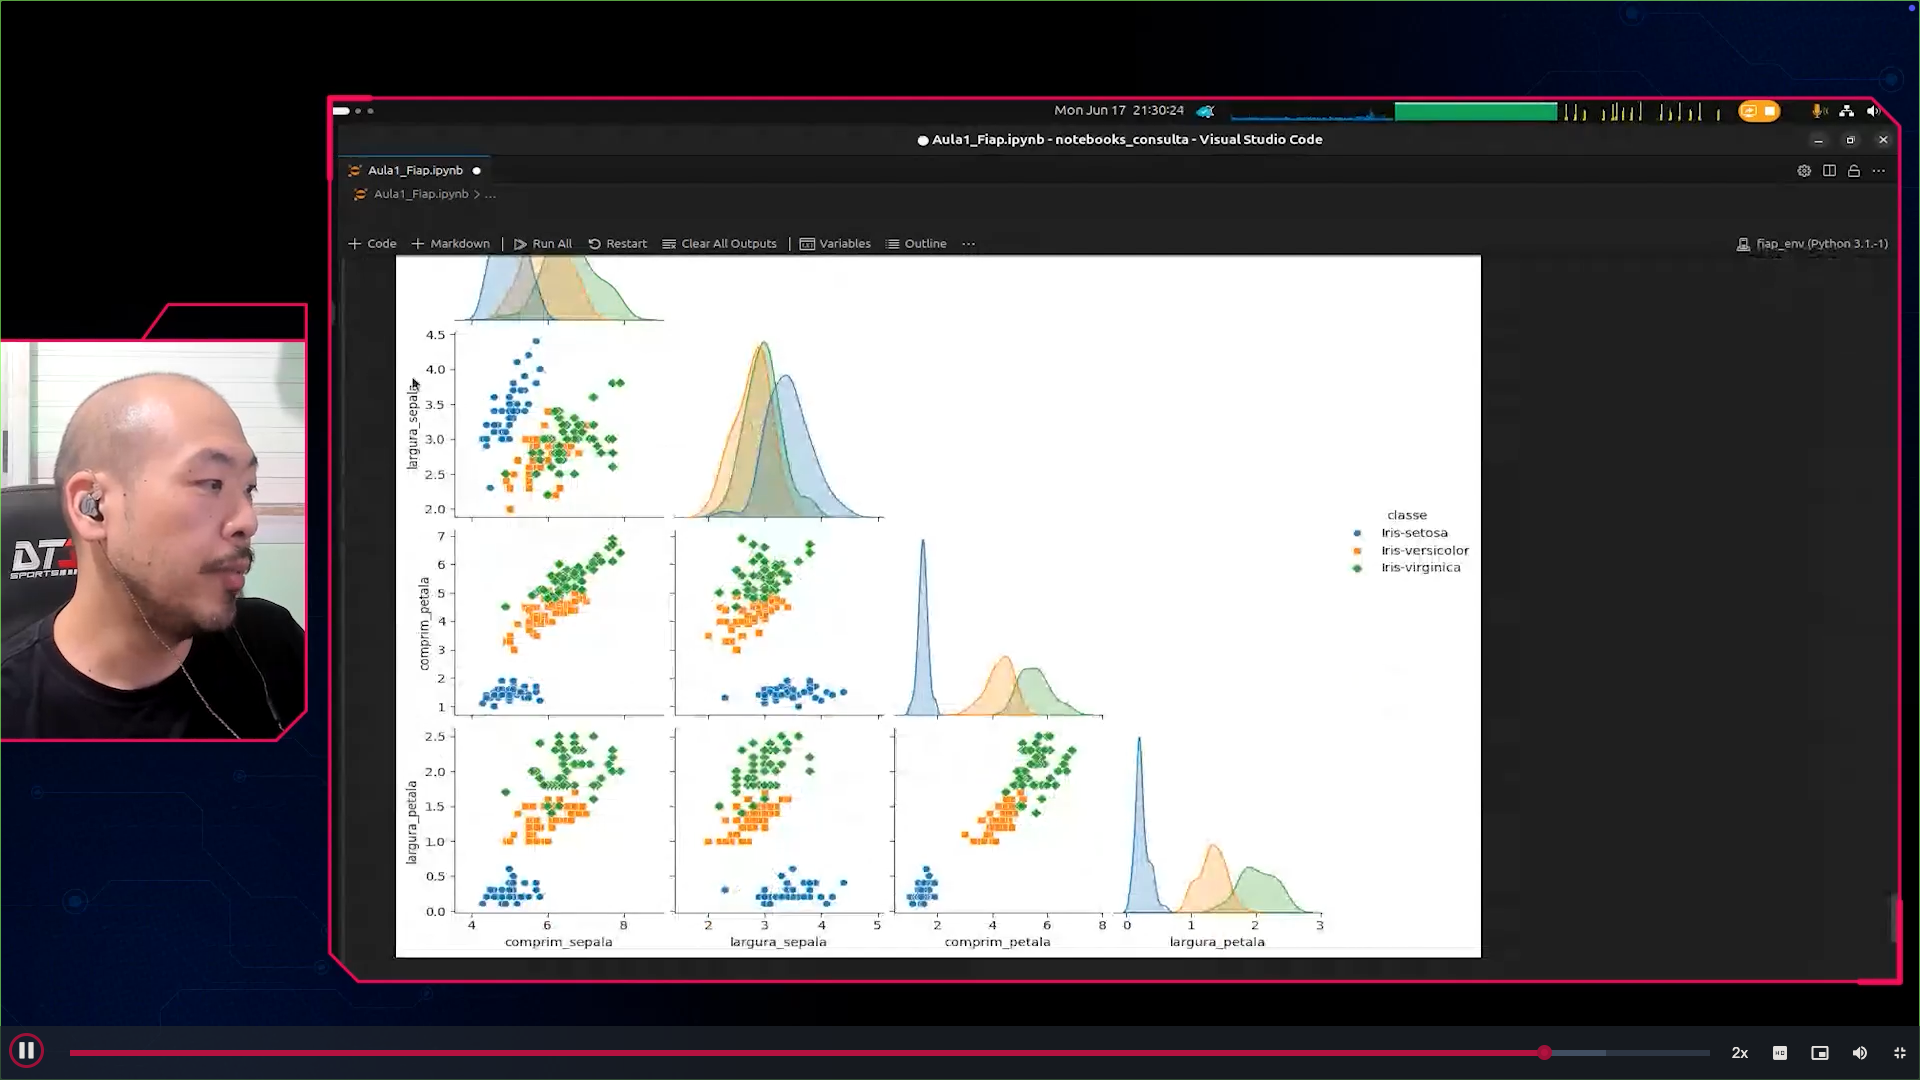 Mon Jun 17 21:30:24
Aula1_Fiap.ipynb - notebooks_consulta - Visual Studio Code
Aula1_Fiap.ipynb
Aula1_Fiap.ipynb > ...
Code
Markdown
Run All
Restart
Clear All Outputs
Variables
Outline
...
fiap_env (Python 3.1.-1)
4.5
4.0
3.5
3.0
2.5
2.0
largura_sepala
7
6
5
4
3
2
1
comprim_petala
classe
Iris-setosa
Iris-versicolor
Iris-virginica
2.5
2.0
1.5
1.0
0.5
0.0
largura_petala
4 6 8
2 3 4 5
2 4 6 8
0 1 2 3
comprim_sepala
largura_sepala
comprim_petala
largura_petala
DT3
SPORTS
2x
HD